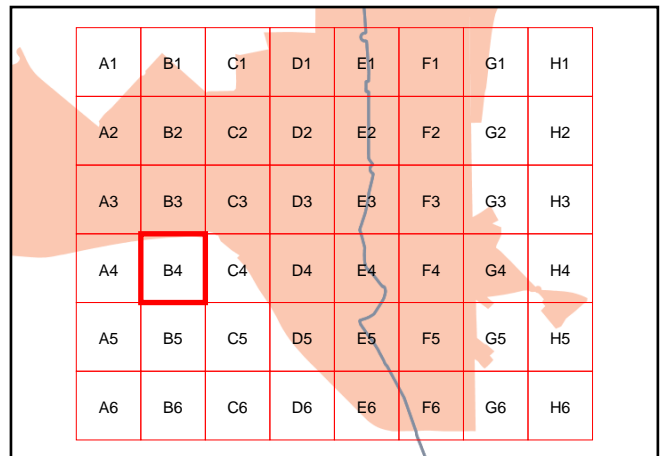 A1 B1 C1 D1 E1 F1 G1 H1
A2 B2 C2 D2 E2 F2 G2 H2
A3 B3 C3 D3 E3 F3 G3 H3
A4 B4 C4 D4 E4 F4 G4 H4
A5 B5 C5 D5 E5 F5 G5 H5
A6 B6 C6 D6 E6 F6 G6 H6